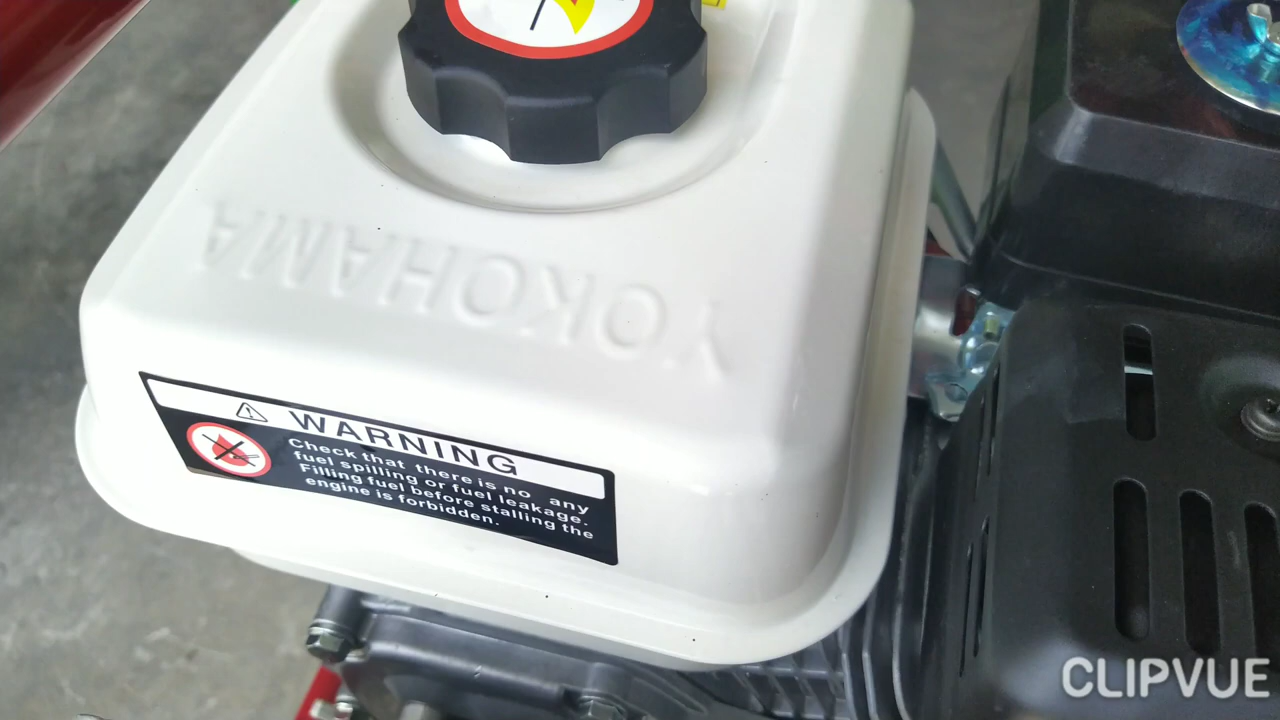 YOKOHAMA
WARNING
Check that there is no any
fuel spilling or fuel leakage.
Filling fuel before stalling the
engine is forbidden.
CLIPVUE